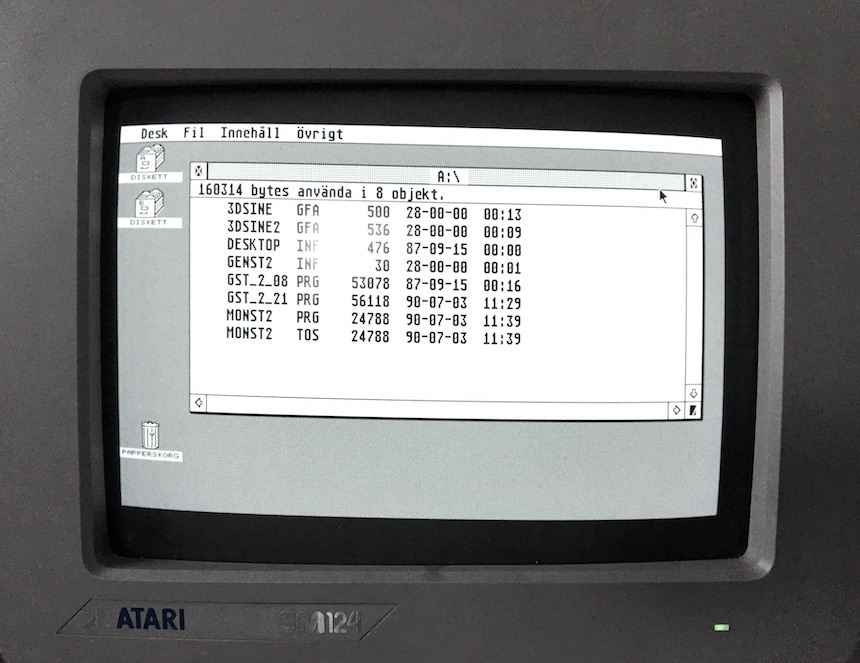 Desk Fil Innehåll Övrigt
A
DISKETT
B
DISKETT
A:\
160314 bytes använda i 8 objekt.
3DSINE GFA 500 28-00-00 00:13
3DSINE2 GFA 536 28-00-00 00:09
DESKTOP INF 476 87-09-15 00:00
GENST2 INF 30 28-00-00 00:01
GST_2_08 PRG 53078 87-09-15 00:16
GST_2_21 PRG 56118 90-07-03 11:29
MONST2 PRG 24788 90-07-03 11:39
MONST2 TOS 24788 90-07-03 11:39
PAPPERSKORG
ATARI SM124